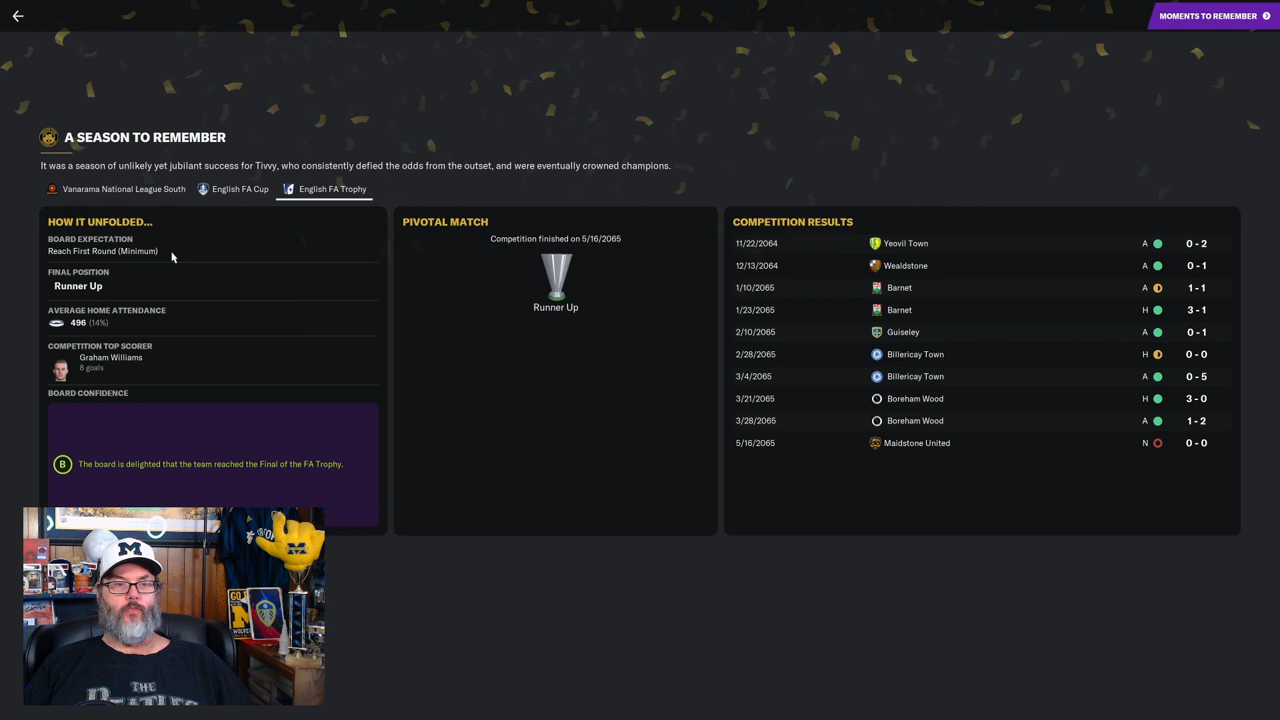 MOMENTS TO REMEMBER
A SEASON TO REMEMBER
It was a season of unlikely yet jubilant success for Tivvy, who consistently defied the odds from the outset, and were eventually crowned champions.
Vanarama National League South English FA Cup English FA Trophy
HOW IT UNFOLDED...
BOARD EXPECTATION
Reach First Round (Minimum)
FINAL POSITION
Runner Up
AVERAGE HOME ATTENDANCE
496 (14%)
COMPETITION TOP SCORER
Graham Williams
8 goals
BOARD CONFIDENCE
B The board is delighted that the team reached the Final of the FA Trophy.
PIVOTAL MATCH
Competition finished on 5/16/2065
Runner Up
COMPETITION RESULTS
11/22/2064 Yeovil Town A 0 - 2
12/13/2064 Wealdstone A 0 - 1
1/10/2065 Barnet A 1 - 1
1/23/2065 Barnet H 3 - 1
2/10/2065 Guiseley A 0 - 1
2/28/2065 Billericay Town H 0 - 0
3/4/2065 Billericay Town A 0 - 5
3/21/2065 Boreham Wood H 3 - 0
3/28/2065 Boreham Wood A 1 - 2
5/16/2065 Maidstone United N 0 - 0
M
M
GO
THE
BEATLES